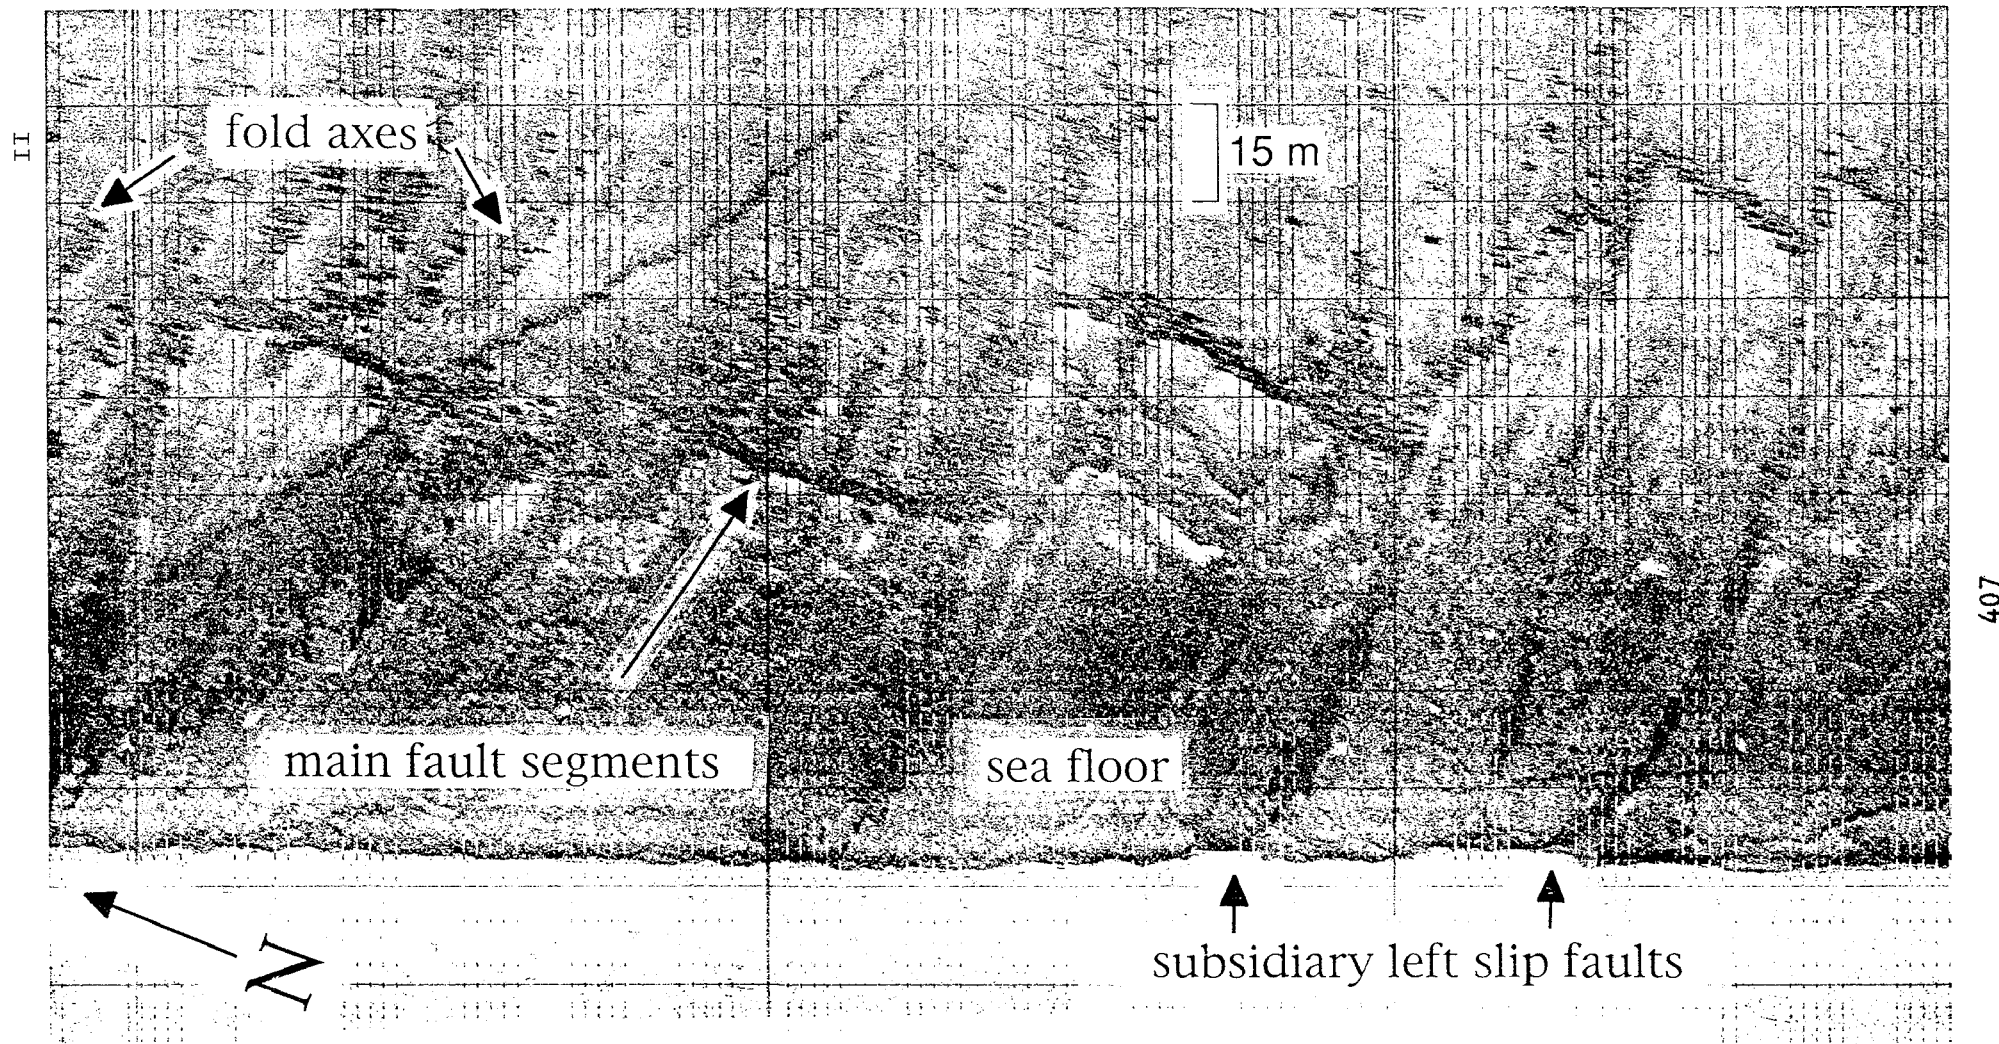 fold axes
II
15 m
407
main fault segments
sea floor
N
subsidiary left slip faults